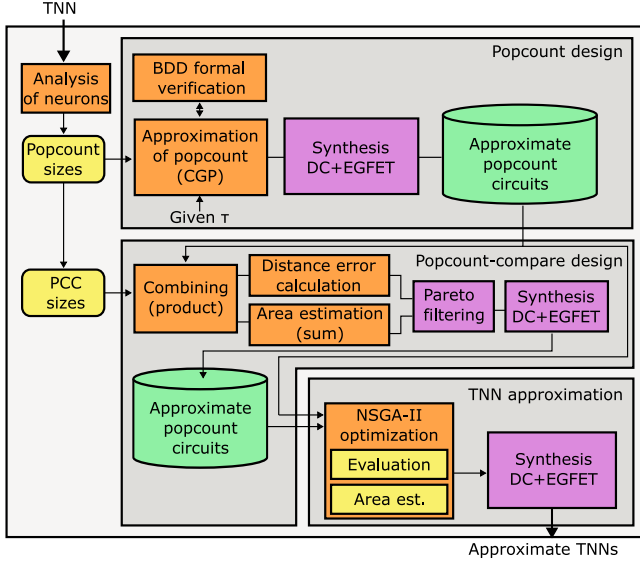 TNN
Analysis
of neurons
Popcount
sizes
PCC
sizes
Popcount design
BDD formal
verification
Approximation
of popcount
(CGP)
Given τ
Synthesis
DC+EGFET
Approximate
popcount
circuits
Popcount-compare design
Combining
(product)
Distance error
calculation
Area estimation
(sum)
Pareto
filtering
Synthesis
DC+EGFET
Approximate
popcount
circuits
TNN approximation
NSGA-II
optimization
Evaluation
Area est.
Synthesis
DC+EGFET
Approximate TNNs